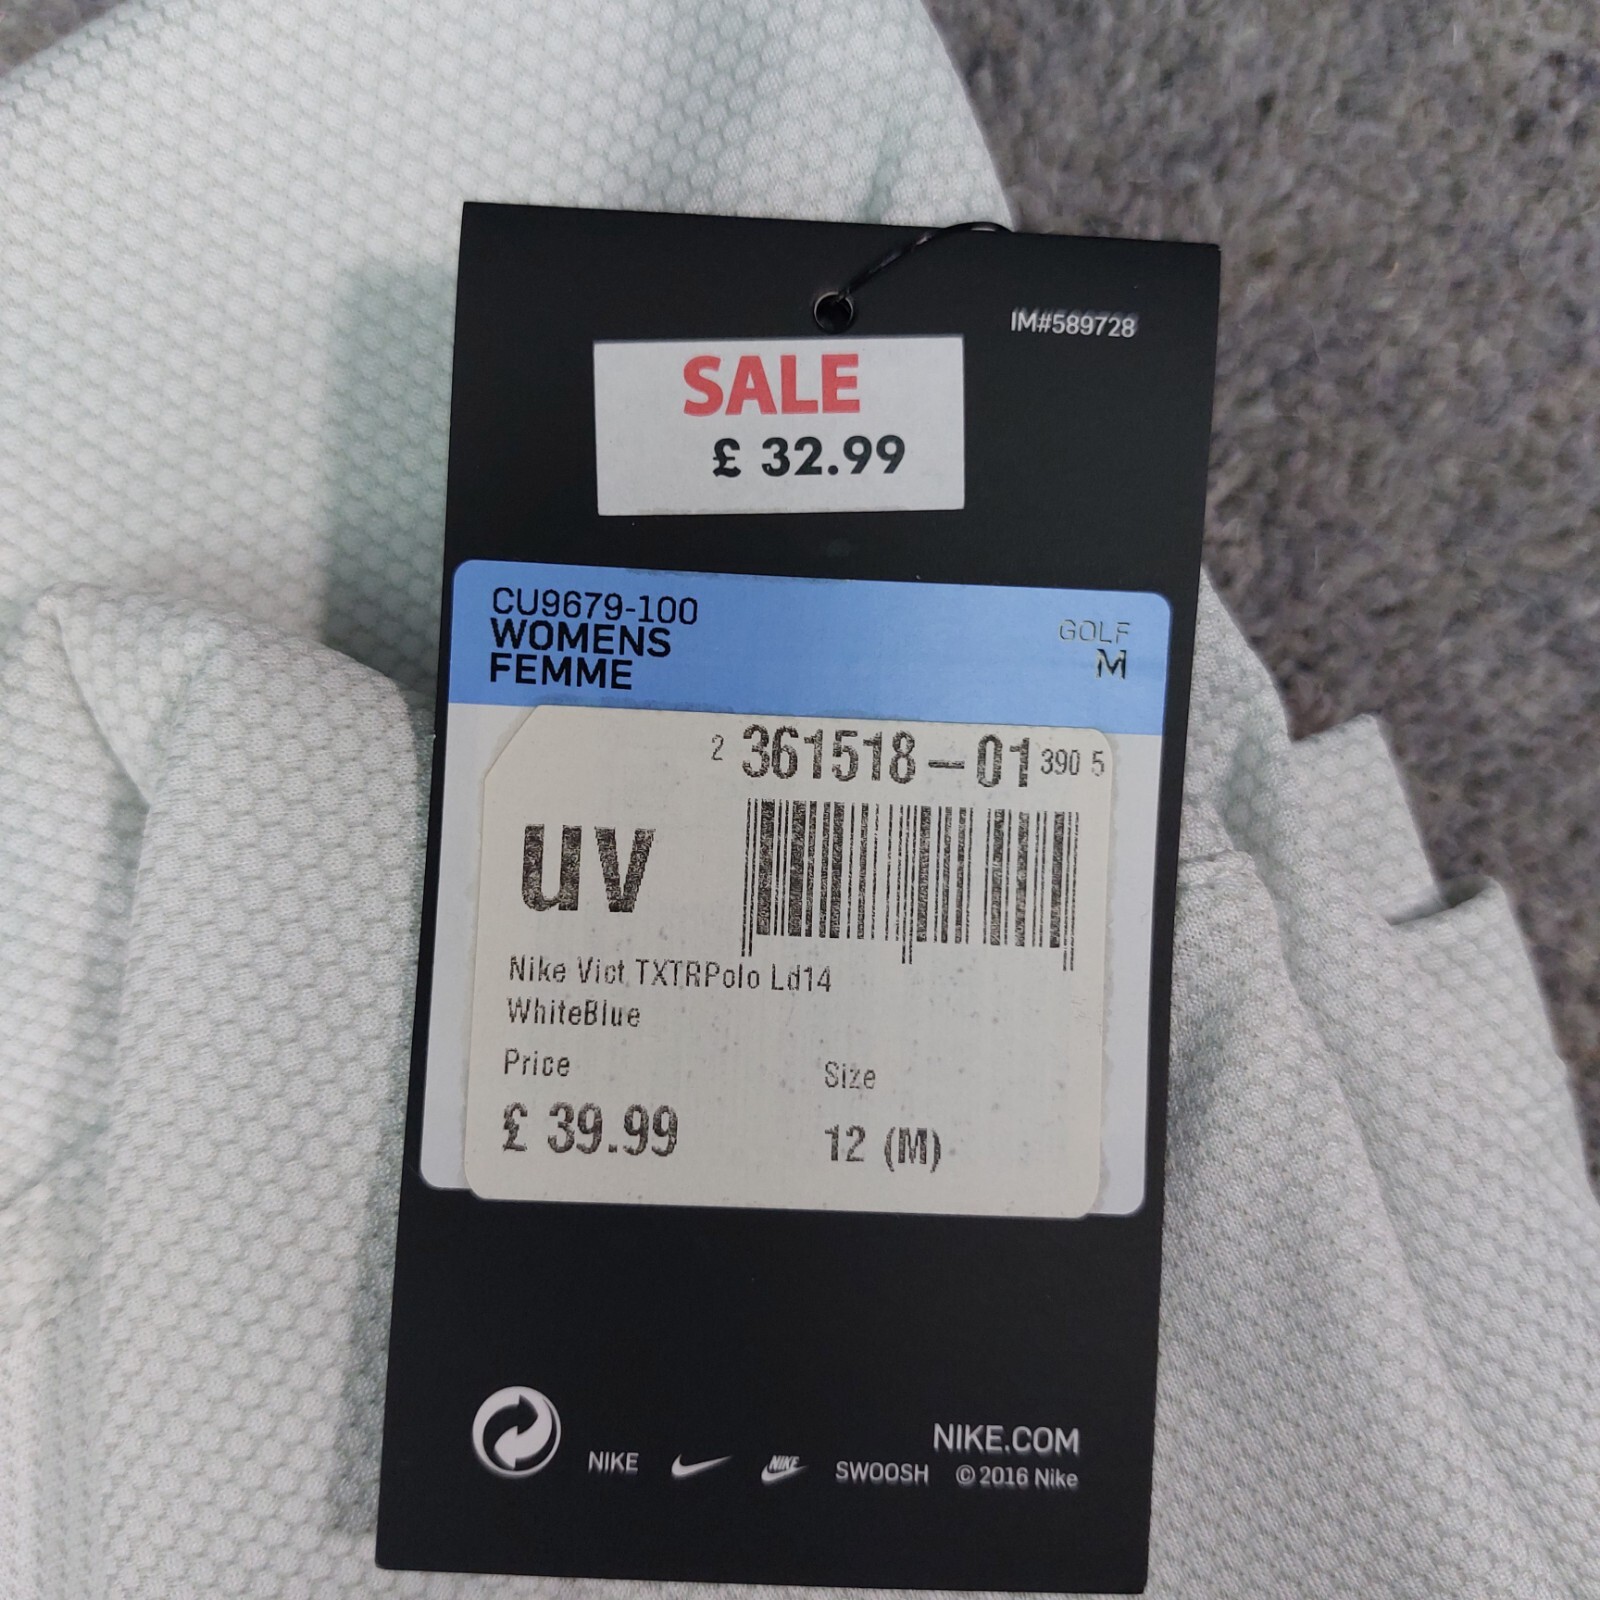 IM#589728
SALE
£ 32.99
CU9679-100
WOMENS
FEMME
GOLF
M
2 361518-01 390 5
uv
Nike Vict TXTRPolo Ld14
WhiteBlue
Price
£ 39.99
Size
12 (M)
NIKE.COM
NIKE NIKE SWOOSH © 2016 Nike